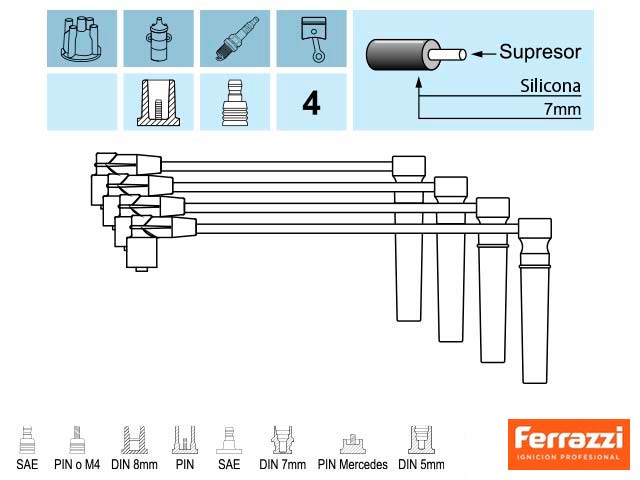 Supresor
Silicona
7mm
4
SAE PIN o M4 DIN 8mm PIN SAE DIN 7mm PIN Mercedes DIN 5mm
Ferrazzi
IGNICION PROFESIONAL